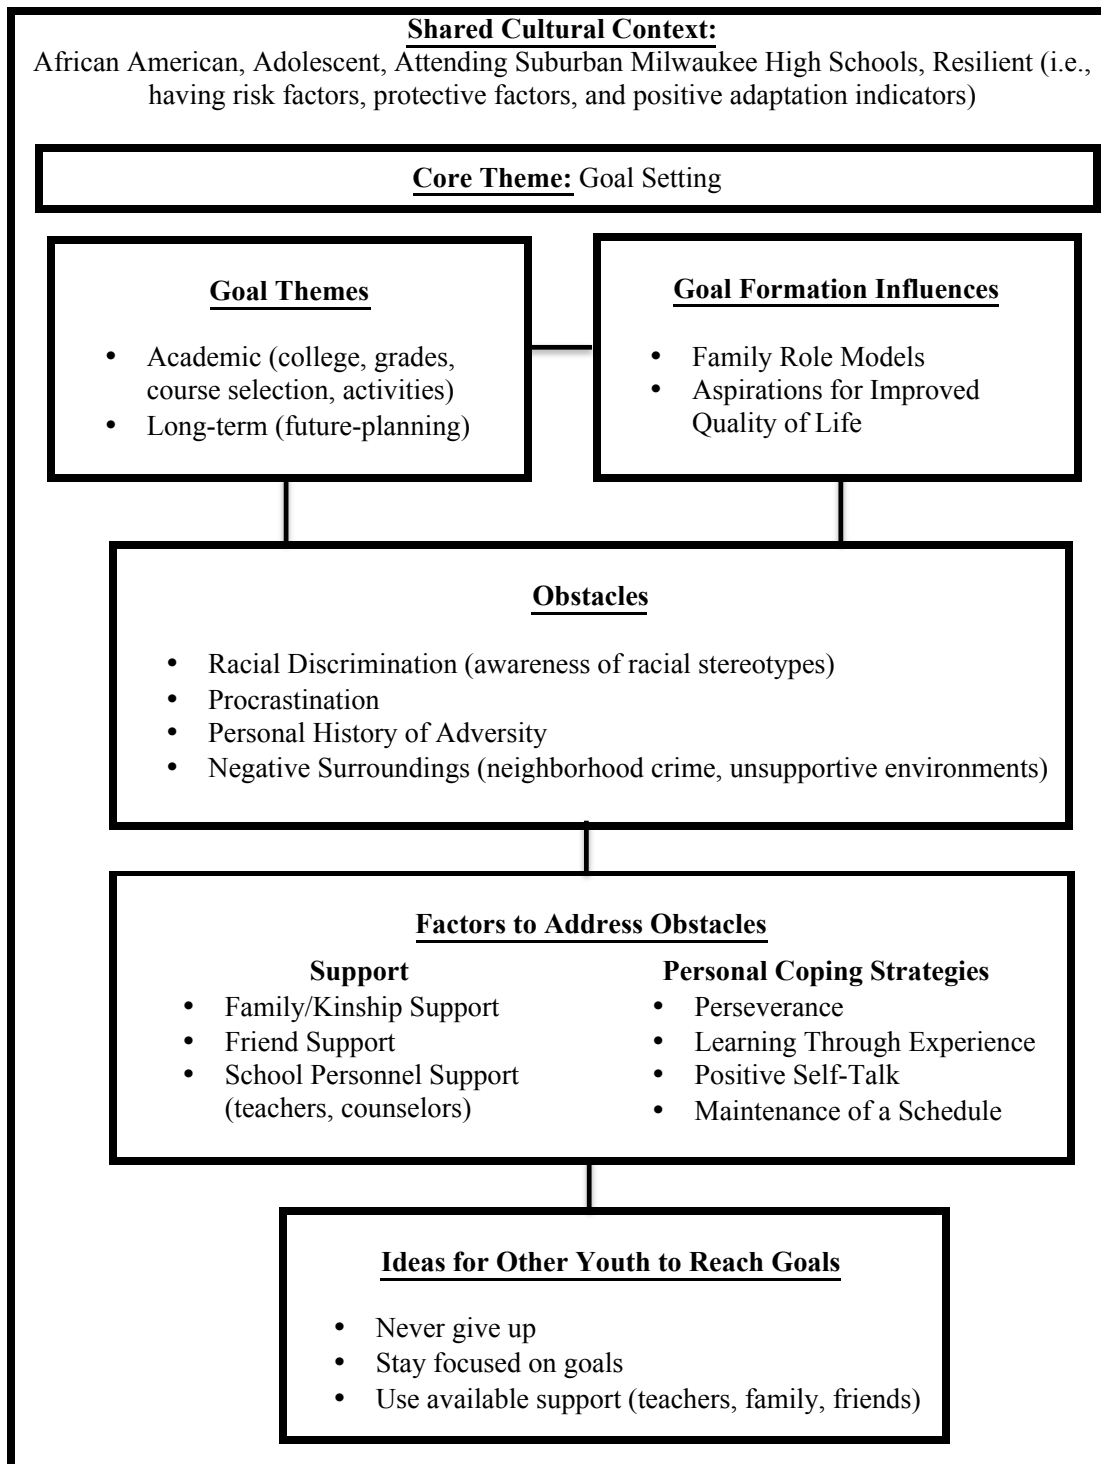 Shared Cultural Context:
African American, Adolescent, Attending Suburban Milwaukee High Schools, Resilient (i.e.,
having risk factors, protective factors, and positive adaptation indicators)
Core Theme: Goal Setting
Goal Themes
• Academic (college, grades,
course selection, activities)
• Long-term (future-planning)
Goal Formation Influences
• Family Role Models
• Aspirations for Improved
Quality of Life
Obstacles
• Racial Discrimination (awareness of racial stereotypes)
• Procrastination
• Personal History of Adversity
• Negative Surroundings (neighborhood crime, unsupportive environments)
Factors to Address Obstacles
Support
• Family/Kinship Support
• Friend Support
• School Personnel Support
(teachers, counselors)
Personal Coping Strategies
• Perseverance
• Learning Through Experience
• Positive Self-Talk
• Maintenance of a Schedule
Ideas for Other Youth to Reach Goals
• Never give up
• Stay focused on goals
• Use available support (teachers, family, friends)